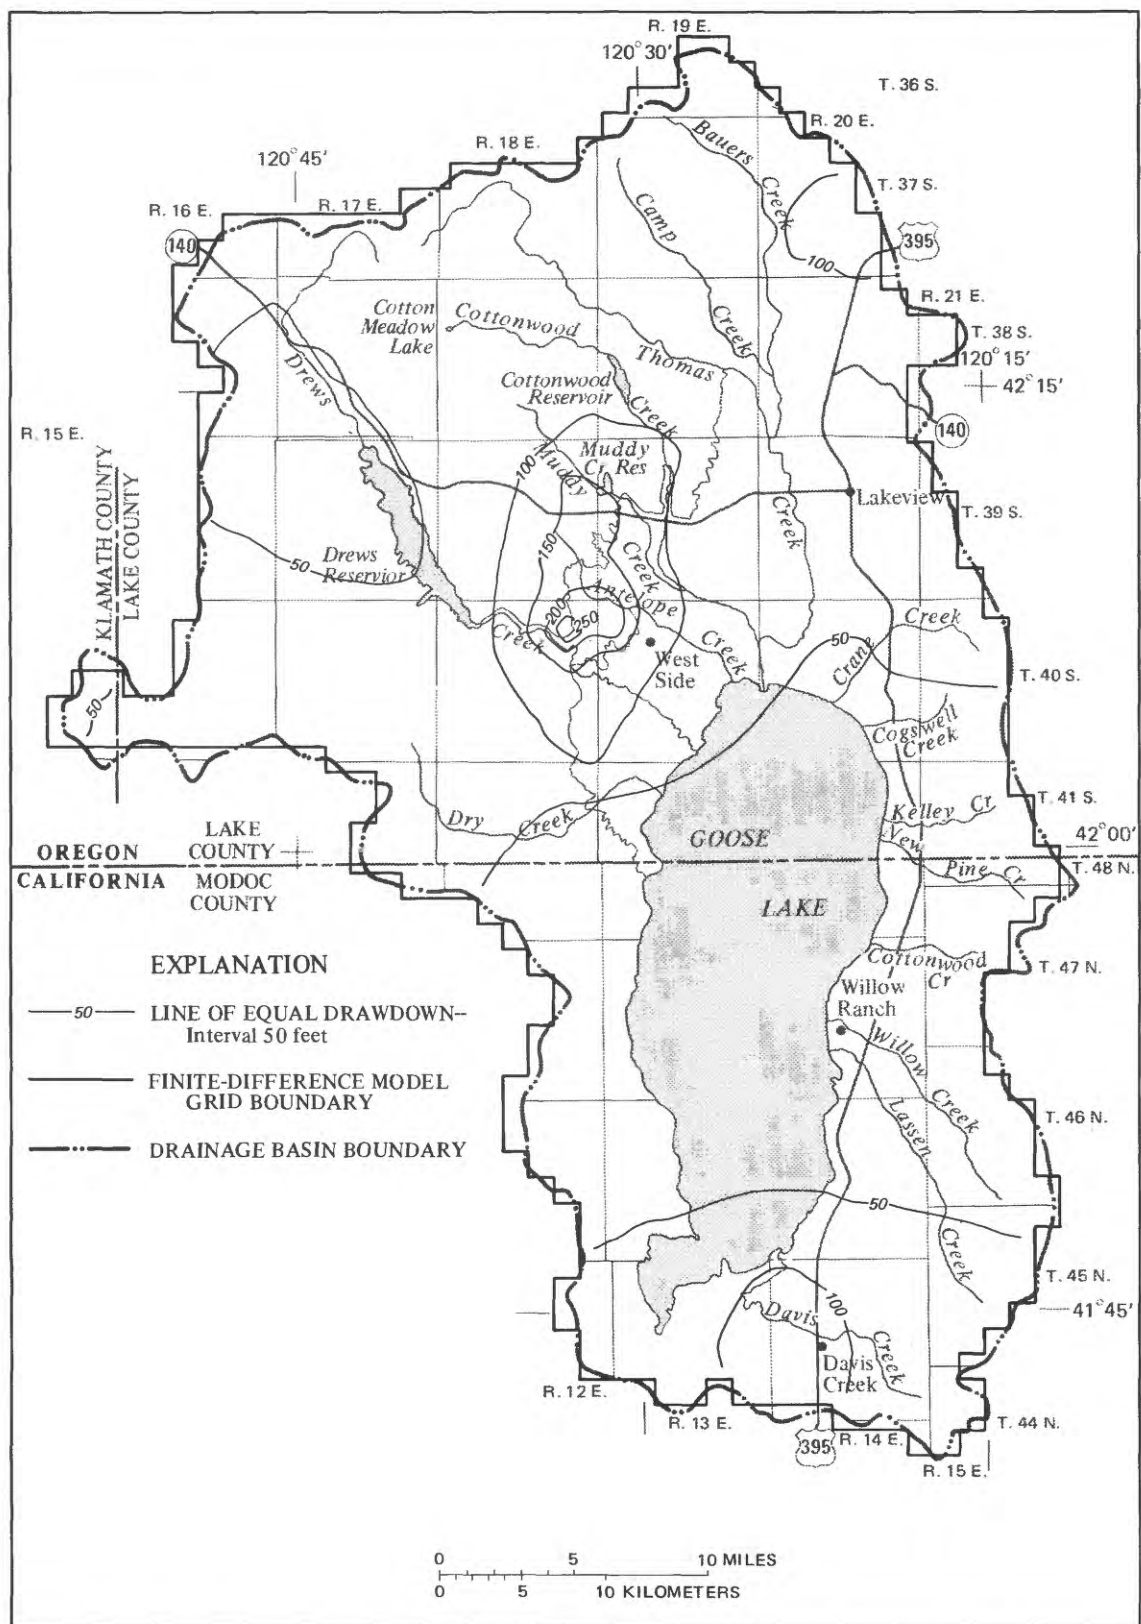 R. 19 E.
120°30'
T. 36 S.
R. 20 E.
Bauers
Creek
R. 18 E.
120°45'
T. 37 S.
R. 17 E.
R. 16 E.
Camp
Creek
140
395
100
R. 21 E.
Cotton
Meadow
Lake
Cottonwood
Creek
T. 38 S.
120°15'
42°15'
Thomas
Creek
Drews
Creek
Cottonwood
Reservoir
140
R. 15 E.
Muddy
Creek
Muddy
Cr. Res
100
KLAMATH COUNTY
LAKE COUNTY
Lakeview
T. 39 S.
150
50
Drews
Reservior
Antelope
Creek
200
250
West
Side
50
Crane
Creek
T. 40 S.
50
Cogswell
Creek
Dry
Creek
Kelley Cr
T. 41 S.
42°00'
New
Pine Cr
T. 48 N.
GOOSE
LAKE
OREGON
LAKE
COUNTY
CALIFORNIA
MODOC
COUNTY
Cottonwood
Cr
T. 47 N.
Willow
Ranch
Willow
Creek
Lassen
Creek
T. 46 N.
50
T. 45 N.
41°45'
100
Davis
Creek
Davis
Creek
R. 12 E.
R. 13 E.
395
R. 14 E.
T. 44 N.
R. 15 E.
EXPLANATION
50
LINE OF EQUAL DRAWDOWN--
Interval 50 feet
FINITE-DIFFERENCE MODEL
GRID BOUNDARY
DRAINAGE BASIN BOUNDARY
0 5 10 MILES
0 5 10 KILOMETERS